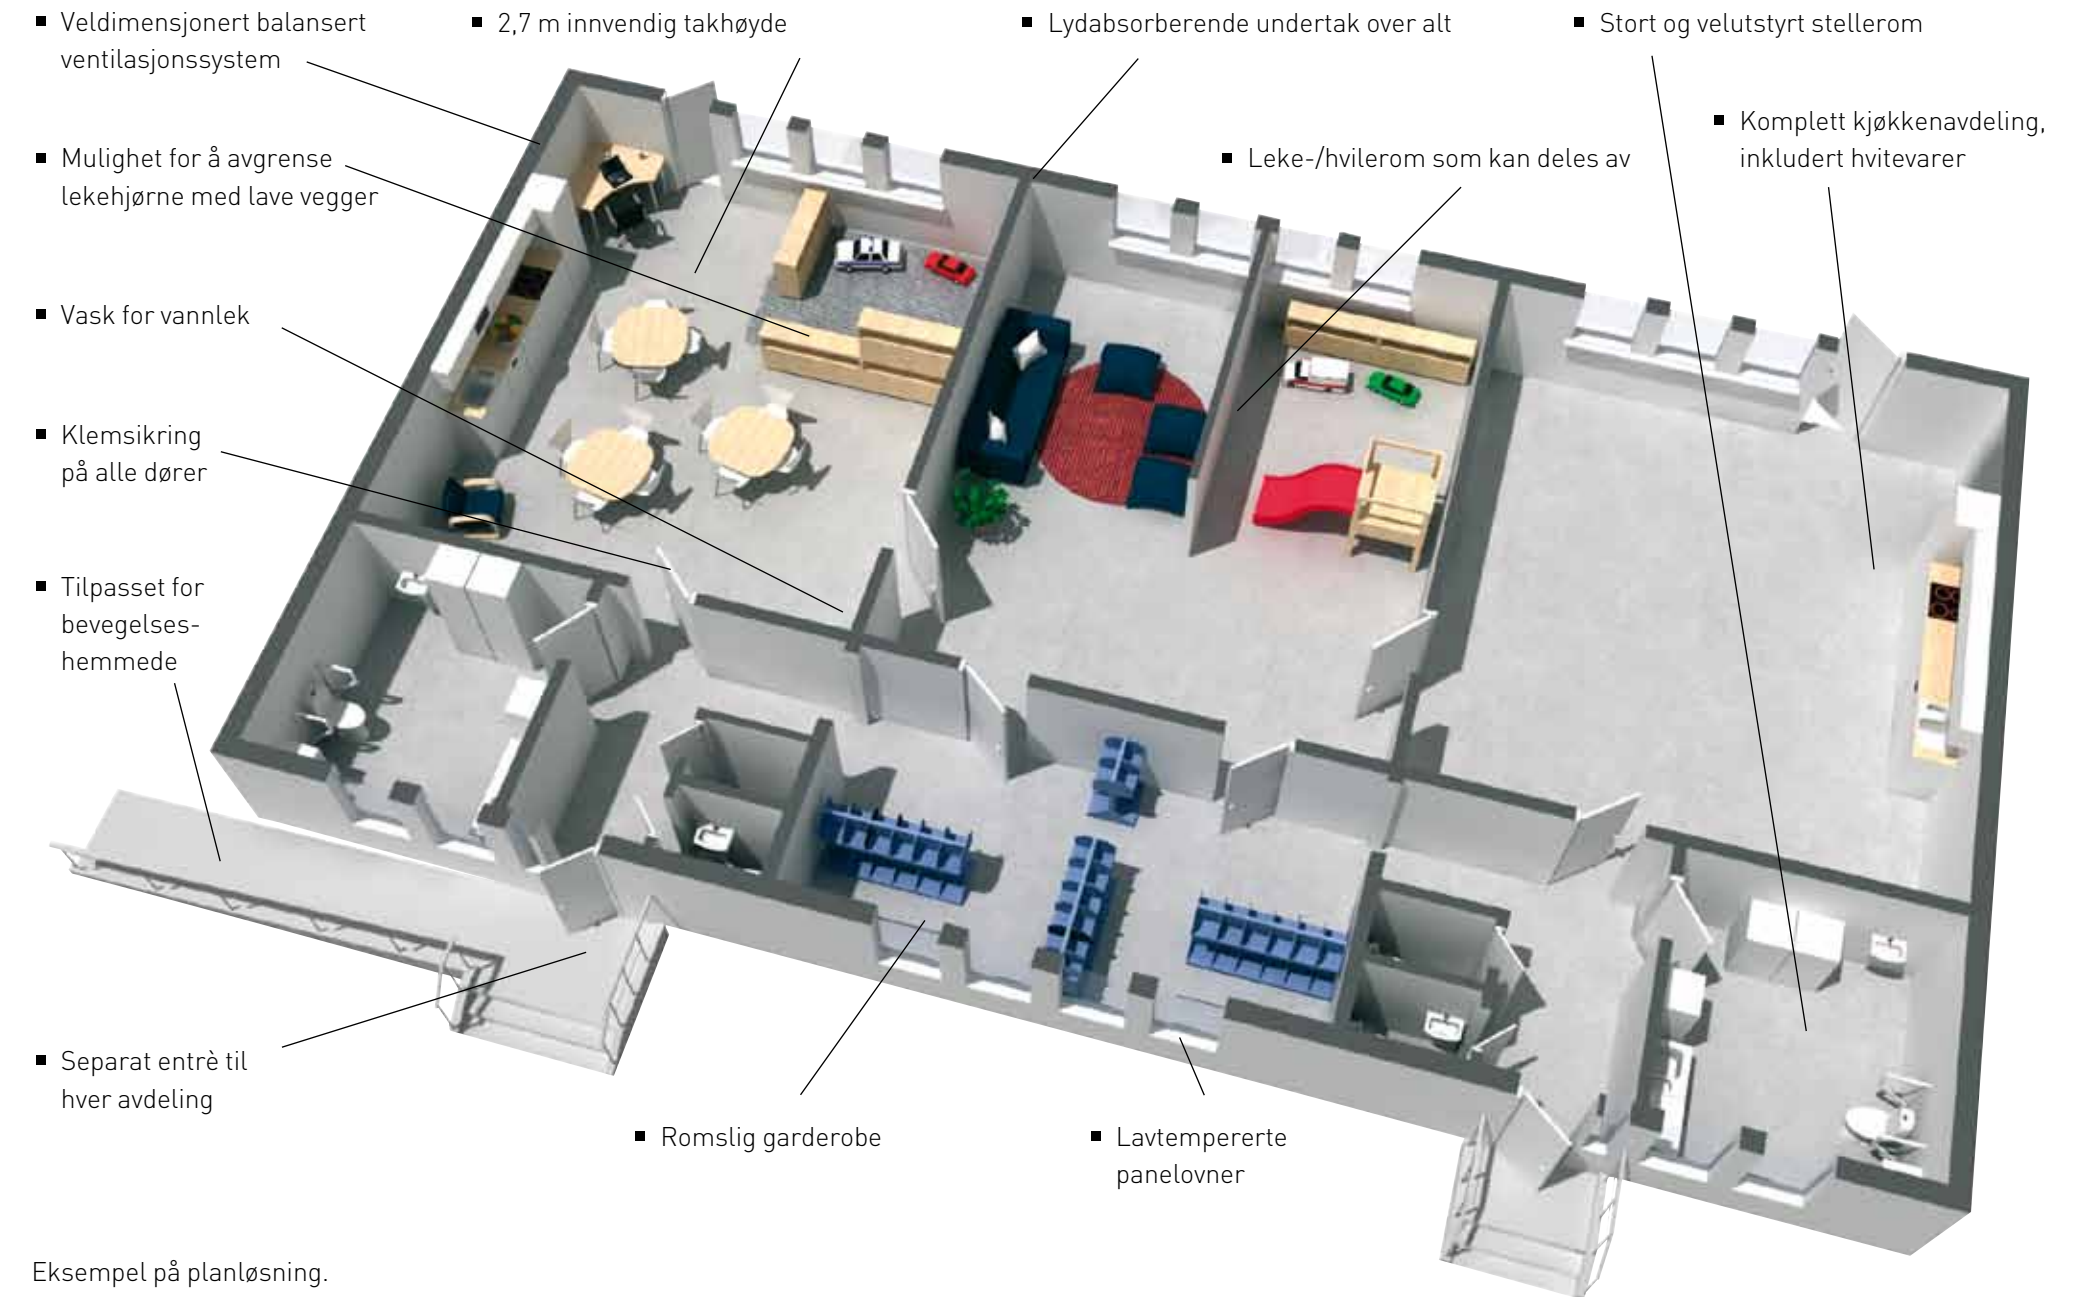 ▪ Veldimensjonert balansert
ventilasjonssystem
▪ 2,7 m innvendig takhøyde
▪ Lydabsorberende undertak over alt
▪ Stort og velutstyrt stellerom
▪ Komplett kjøkkenavdeling,
inkludert hvitevarer
▪ Mulighet for å avgrense
lekehjørne med lave vegger
▪ Leke-/hvilerom som kan deles av
▪ Vask for vannlek
▪ Klemsikring
på alle dører
▪ Tilpasset for
bevegelses-
hemmede
▪ Separat entrè til
hver avdeling
▪ Romslig garderobe
▪ Lavtempererte
panelovner
Eksempel på planløsning.